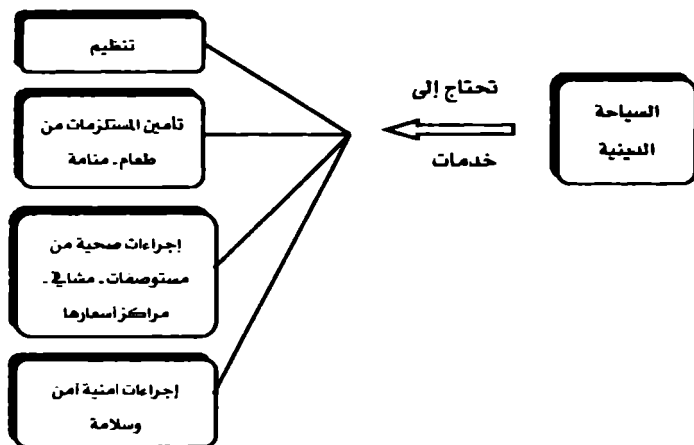 السياحة
الدينية
تحتاج إلى
خدمات
تنظيم
تأمين المستلزمات من
طعام - منامة
إجراءات صحية من
مستوصفات - مشافي -
مراكز أسعارها
إجراءات امنية أمن
وسلامة